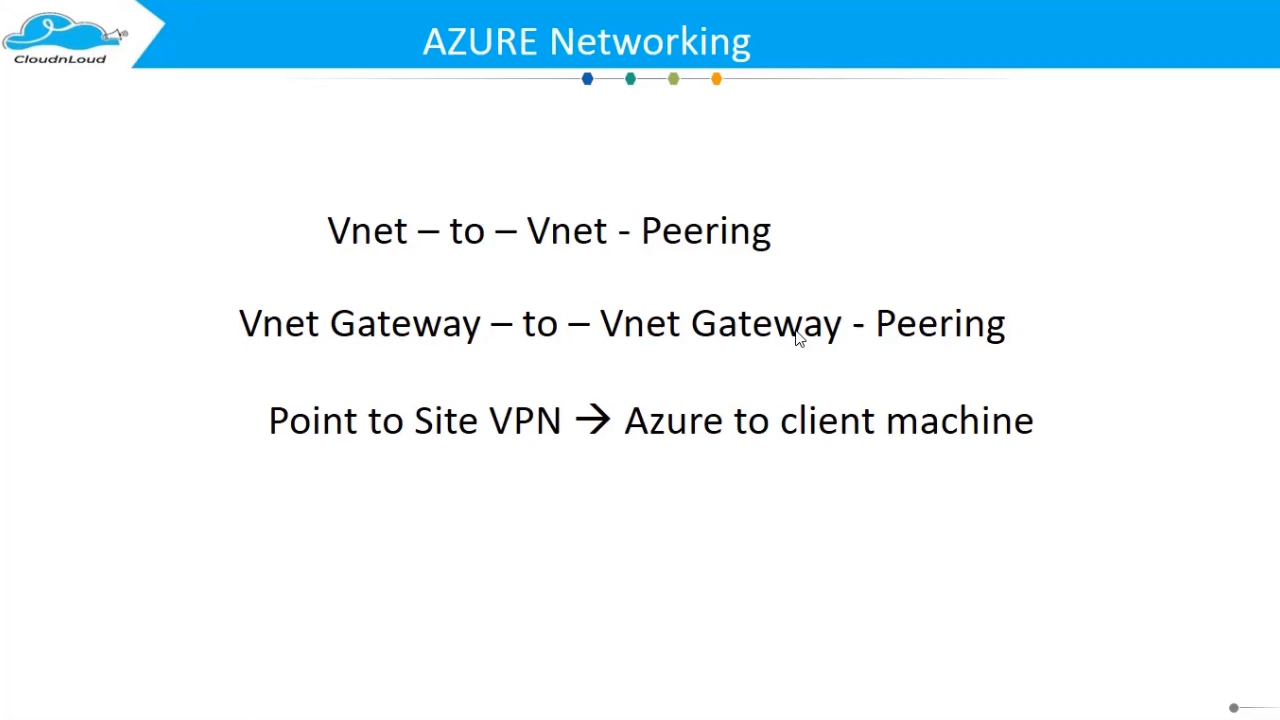 CloudnLoud
AZURE Networking
Vnet – to – Vnet - Peering
Vnet Gateway – to – Vnet Gateway - Peering
Point to Site VPN → Azure to client machine